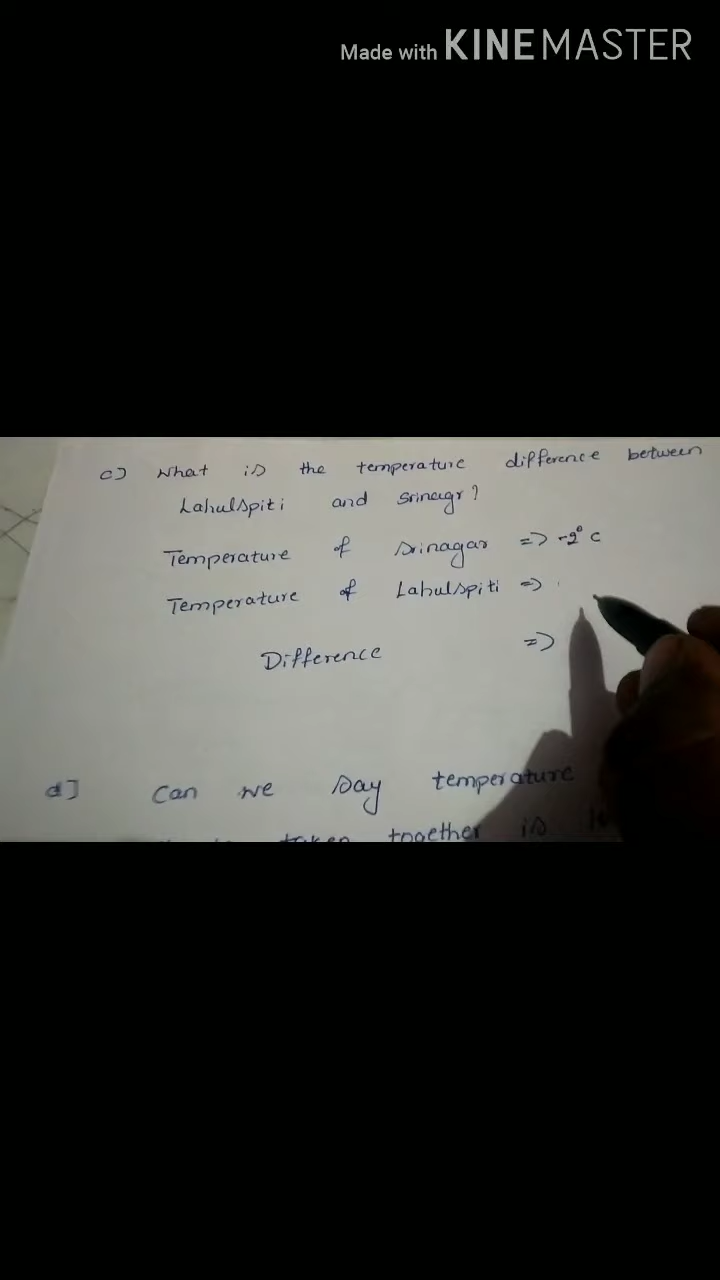 Made with KINEMASTER
c) What is the temperature difference between
Lahulspiti and Srinagr?
Temperature of Srinagar => -2° C
Temperature of Lahulspiti =>
Difference =>
d] Can we say temperature
taken together is